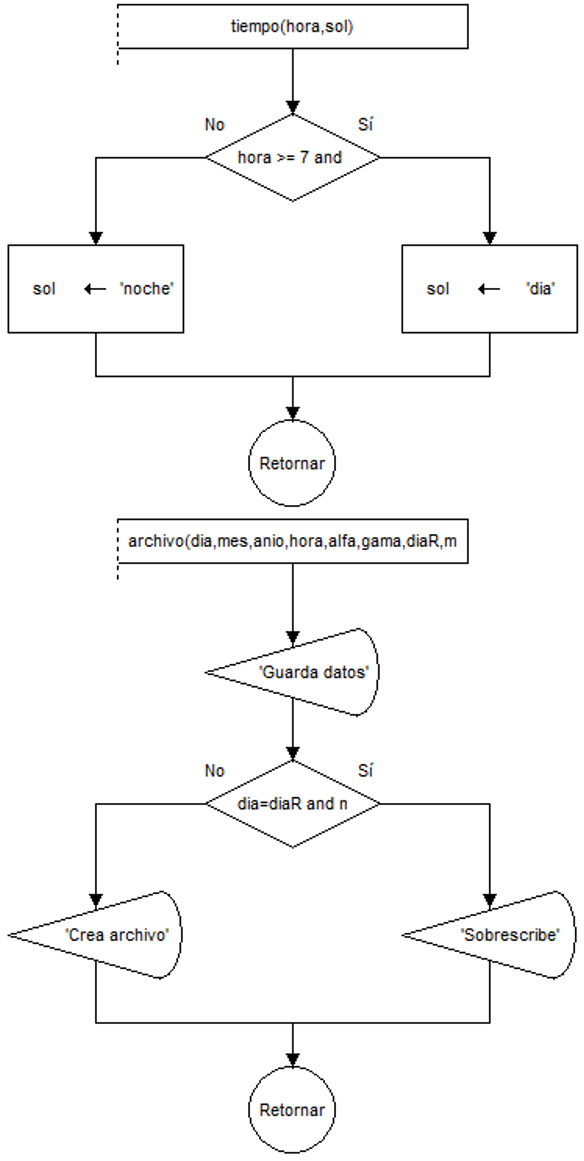 tiempo(hora,sol)
No
Sí
hora >= 7 and
sol ← 'noche'
sol ← 'dia'
Retornar
archivo(dia,mes,anio,hora,alfa,gama,diaR,m
'Guarda datos'
No
Sí
dia=diaR and n
'Crea archivo'
'Sobrescribe'
Retornar